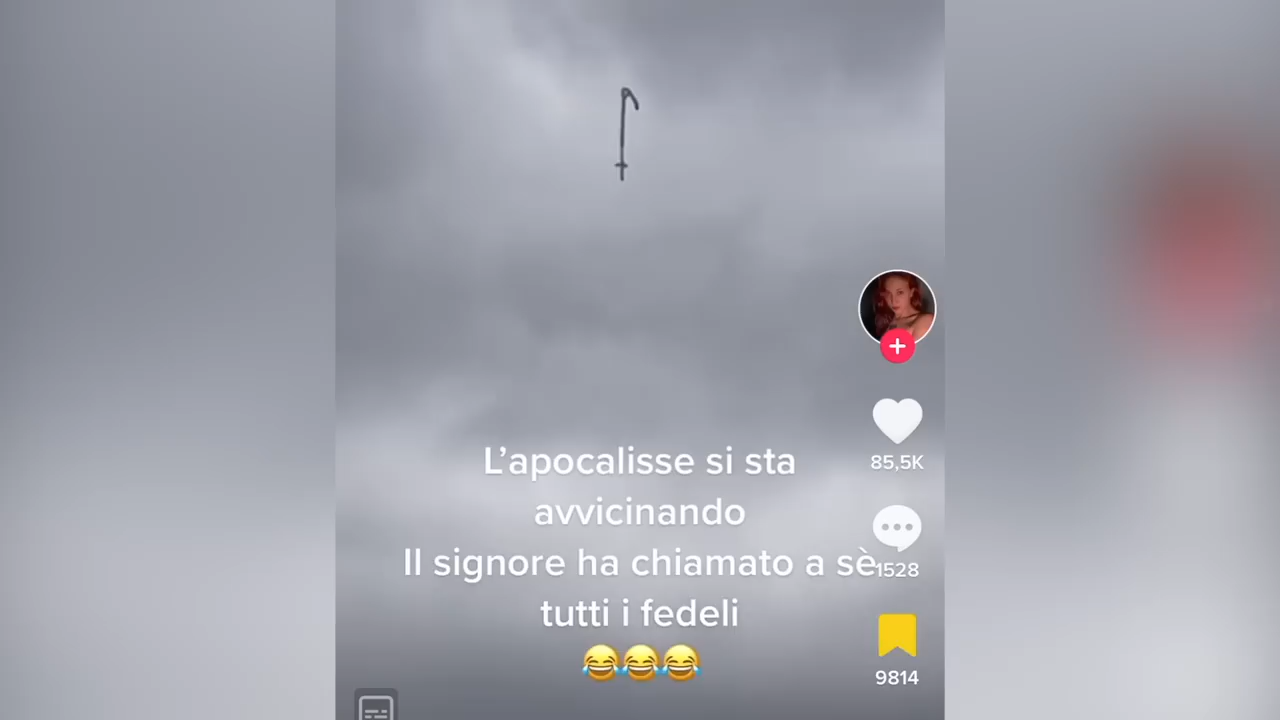 L'apocalisse si sta
avvicinando
Il signore ha chiamato a sè
tutti i fedeli
😂😂😂
85,5K
1528
9814